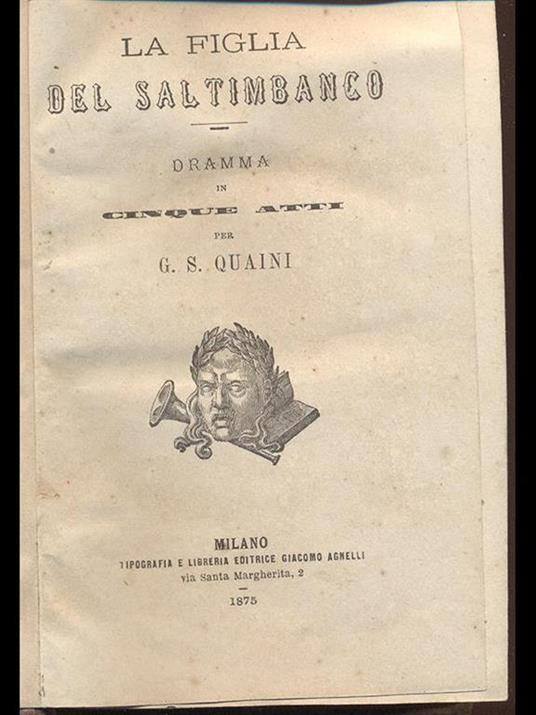 LA FIGLIA
DEL SALTIMBANCO
DRAMMA
IN
CINQUE ATTI
PER
G. S. QUAINI
MILANO
TIPOGRAFIA E LIBRERIA EDITRICE GIACOMO AGNELLI
via Santa Margherita, 2
1875